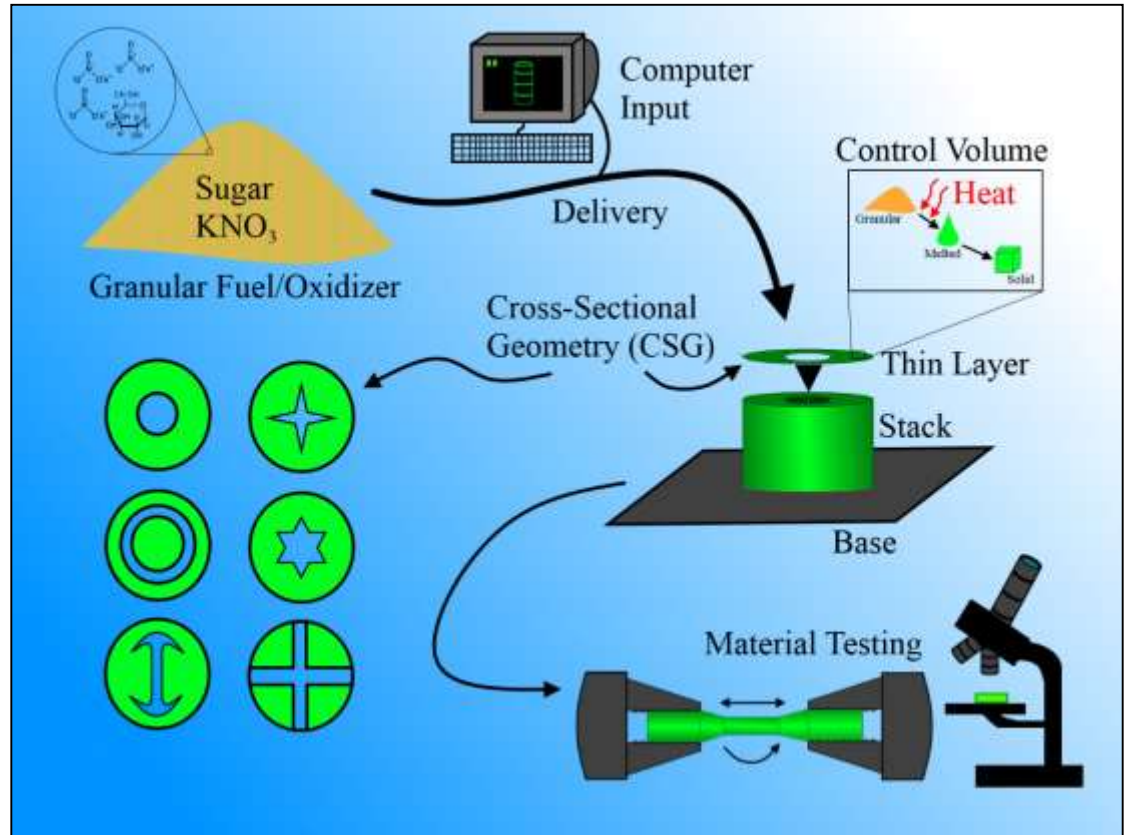 Computer
Input
Sugar
KNO₃
Granular Fuel/Oxidizer
Delivery
Control Volume
Heat
Granular
Melted
Solid
Cross-Sectional
Geometry (CSG)
Thin Layer
Stack
Base
Material Testing